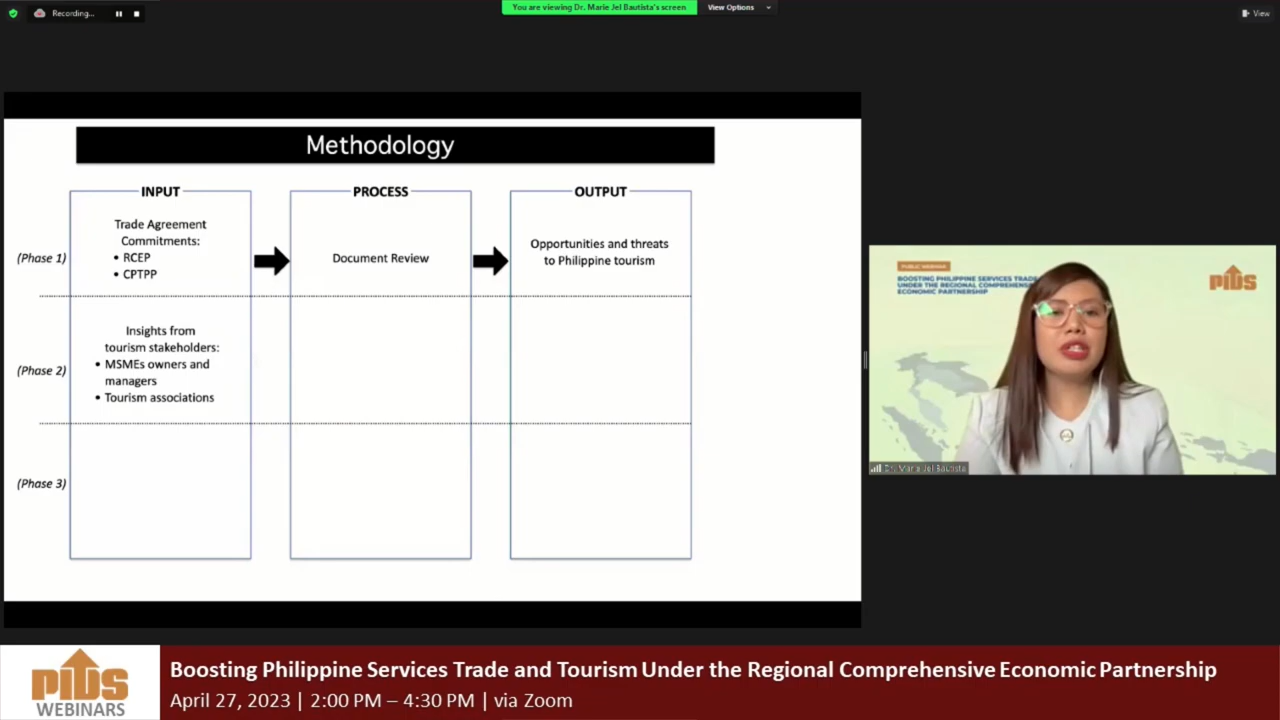 Recording...
You are viewing Dr. Marie Jel Bautista's screen
View Options
View
Methodology
INPUT
PROCESS
OUTPUT
(Phase 1)
Trade Agreement
Commitments:
• RCEP
• CPTPP
Document Review
Opportunities and threats
to Philippine tourism
(Phase 2)
Insights from
tourism stakeholders:
• MSMEs owners and
managers
• Tourism associations
(Phase 3)
PUBLIC WEBINAR
BOOSTING PHILIPPINE SERVICES TRADE
UNDER THE REGIONAL COMPREHENSIVE
ECONOMIC PARTNERSHIP
pids
Dr. Marie Jel Bautista
pids
WEBINARS
Boosting Philippine Services Trade and Tourism Under the Regional Comprehensive Economic Partnership
April 27, 2023 | 2:00 PM – 4:30 PM | via Zoom